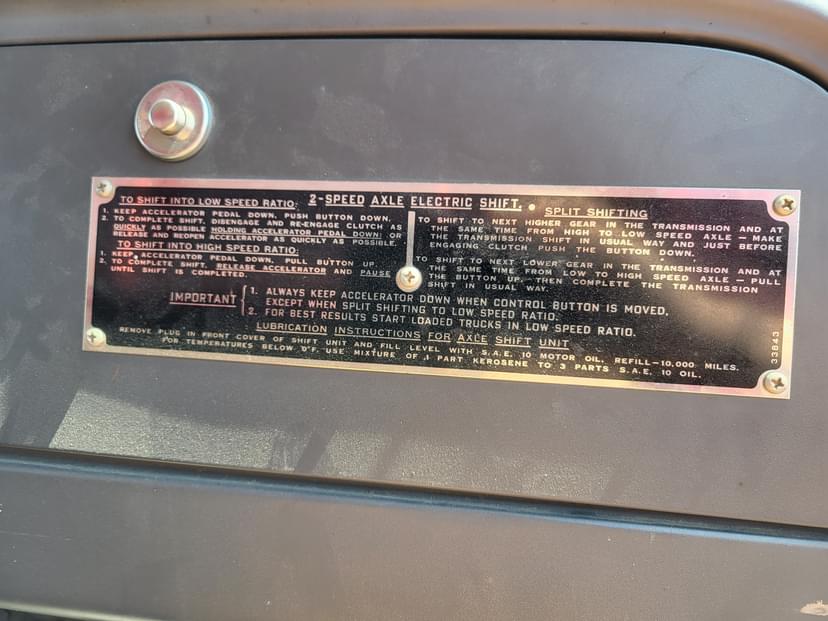 2-SPEED AXLE ELECTRIC SHIFT.
TO SHIFT INTO LOW SPEED RATIO:
1. KEEP ACCELERATOR PEDAL DOWN. PUSH BUTTON DOWN.
2. TO COMPLETE SHIFT, DISENGAGE AND RE-ENGAGE CLUTCH AS
QUICKLY AS POSSIBLE HOLDING ACCELERATOR PEDAL DOWN: OR
RELEASE AND REOPEN ACCELERATOR AS QUICKLY AS POSSIBLE.
TO SHIFT INTO HIGH SPEED RATIO:
1. KEEP ACCELERATOR PEDAL DOWN. PULL BUTTON UP.
2. TO COMPLETE SHIFT, RELEASE ACCELERATOR AND PAUSE
UNTIL SHIFT IS COMPLETED.
SPLIT SHIFTING
TO SHIFT TO NEXT HIGHER GEAR IN THE TRANSMISSION AND AT
THE SAME TIME FROM HIGH TO LOW SPEED AXLE — MAKE
THE TRANSMISSION SHIFT IN USUAL WAY AND JUST BEFORE
ENGAGING CLUTCH PUSH THE BUTTON DOWN.
TO SHIFT TO NEXT LOWER GEAR IN THE TRANSMISSION AND AT
THE SAME TIME FROM LOW TO HIGH SPEED AXLE — PULL
THE BUTTON UP — THEN COMPLETE THE TRANSMISSION
SHIFT IN USUAL WAY.
IMPORTANT
1. ALWAYS KEEP ACCELERATOR DOWN WHEN CONTROL BUTTON IS MOVED,
EXCEPT WHEN SPLIT SHIFTING TO LOW SPEED RATIO.
2. FOR BEST RESULTS START LOADED TRUCKS IN LOW SPEED RATIO.
LUBRICATION INSTRUCTIONS FOR AXLE SHIFT UNIT
REMOVE PLUG IN FRONT COVER OF SHIFT UNIT AND FILL LEVEL WITH S.A.E. 10 MOTOR OIL. REFILL—10,000 MILES.
FOR TEMPERATURES BELOW 0°F. USE MIXTURE OF 1 PART KEROSENE TO 3 PARTS S.A.E. 10 OIL.
33843